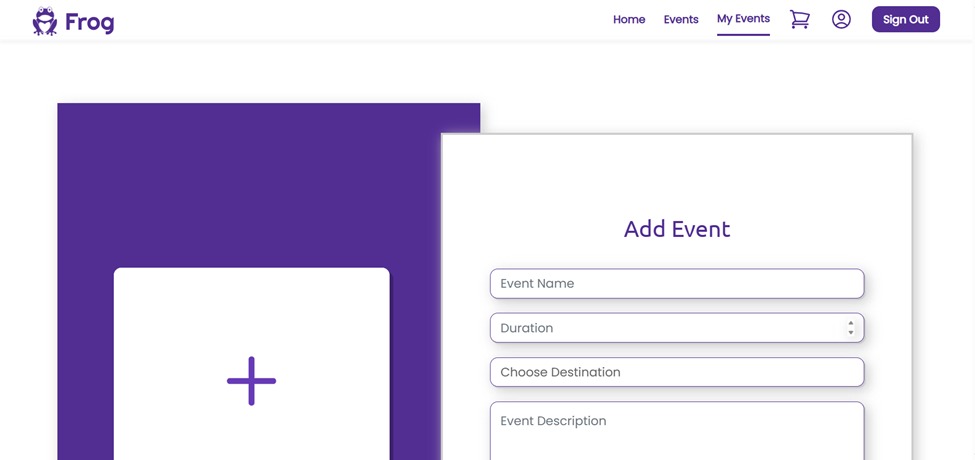 Frog
Home Events My Events Sign Out
Add Event
Event Name
Duration
Choose Destination
Event Description